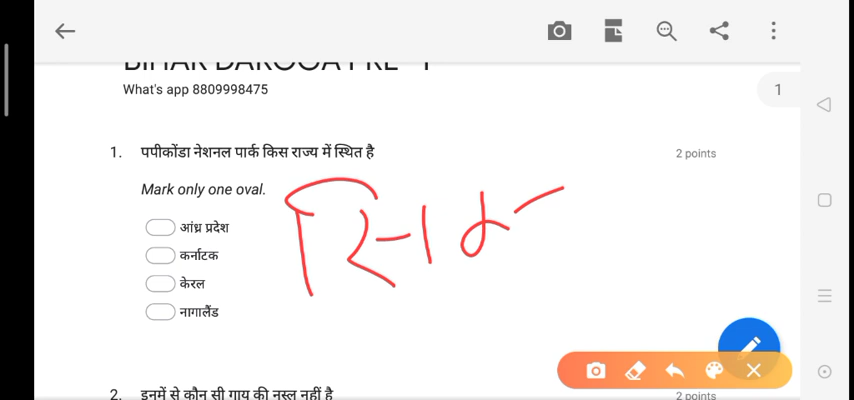 What's app 8809998475
1
1. पपीकोंडा नेशनल पार्क किस राज्य में स्थित है
2 points
Mark only one oval.
आंध्र प्रदेश
कर्नाटक
केरल
नागालैंड
2. इनमें से कौन सी गाय की नस्ल नहीं है
2 points